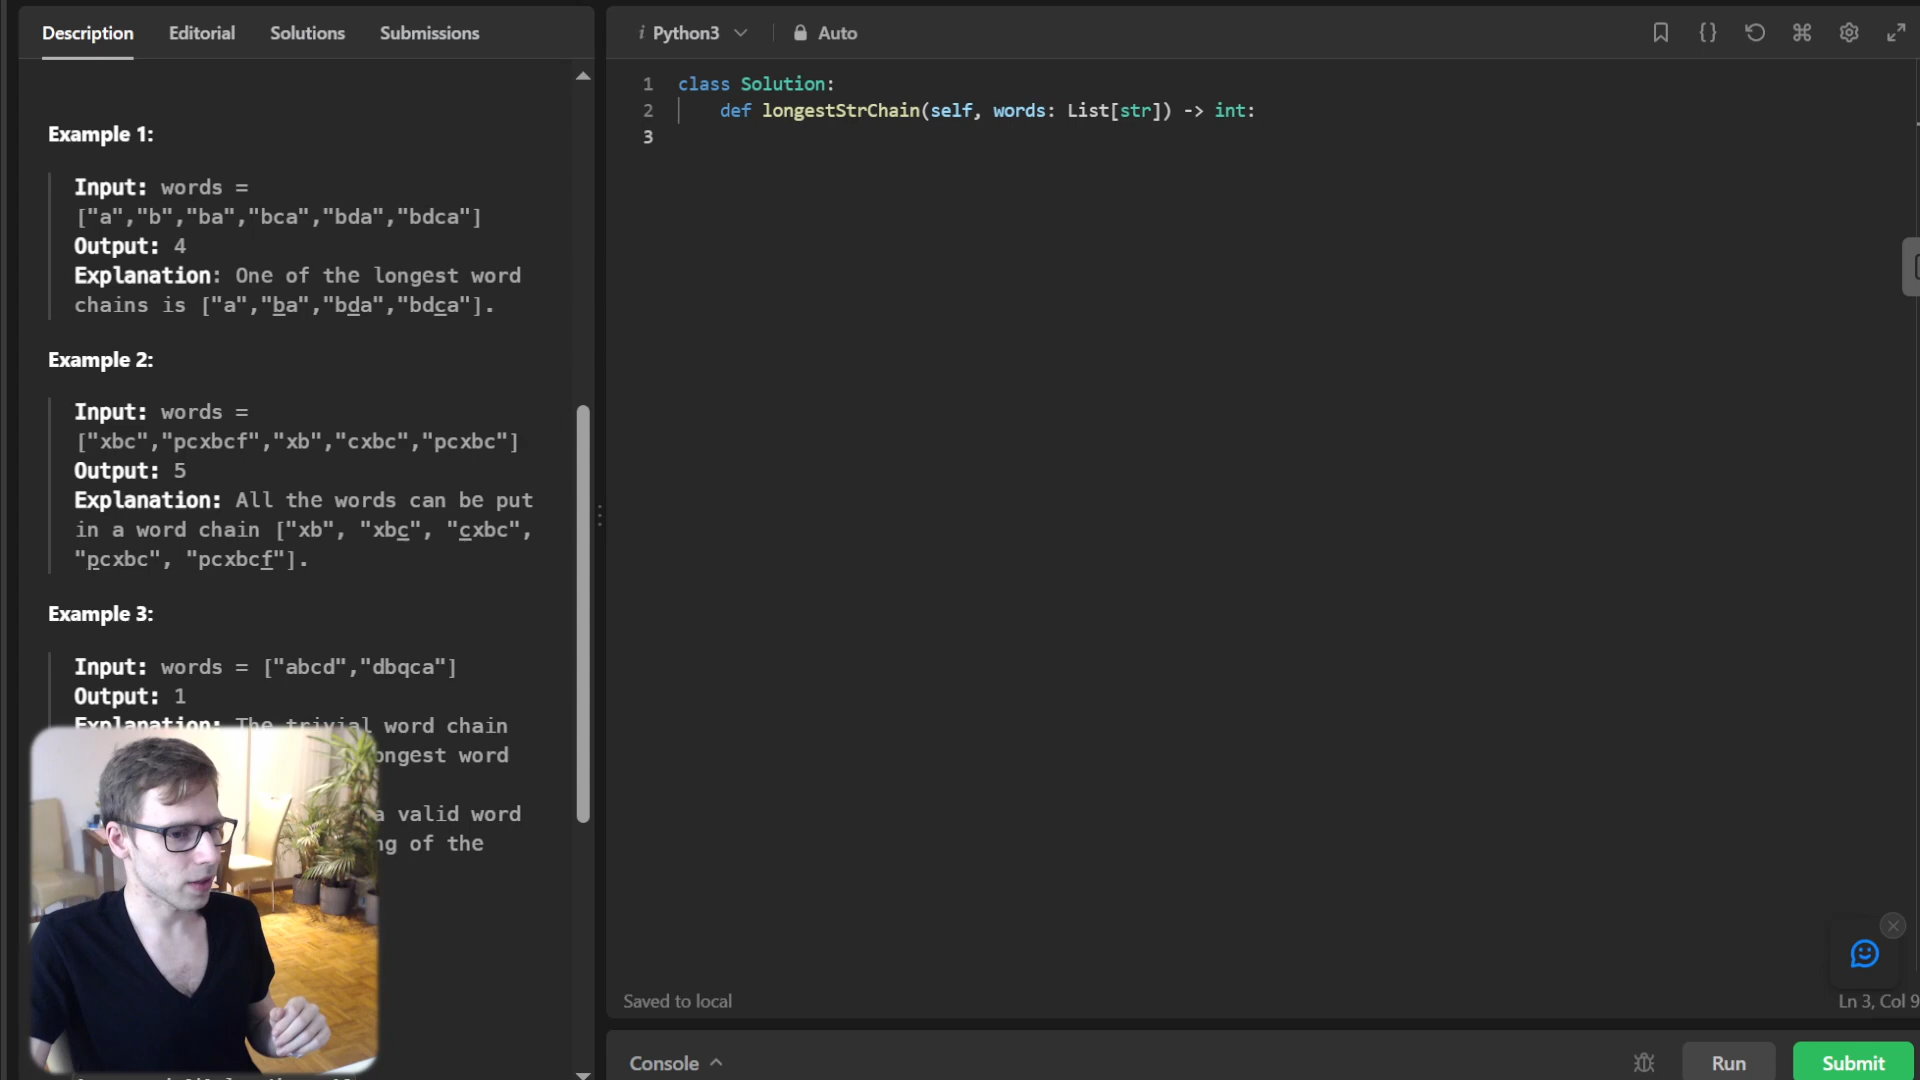 Description Editorial Solutions Submissions
Example 1:
Input: words =
["a","b","ba","bca","bda","bdca"]
Output: 4
Explanation: One of the longest word
chains is ["a","ba","bda","bdca"].
Example 2:
Input: words =
["xbc","pcxbcf","xb","cxbc","pcxbc"]
Output: 5
Explanation: All the words can be put
in a word chain ["xb", "xbc", "cxbc",
"pcxbc", "pcxbcf"].
Example 3:
Input: words = ["abcd","dbqca"]
Output: 1
Explanation: The trivial word chain
ongest word
a valid word
ng of the
i Python3 Auto
1 class Solution:
2 def longestStrChain(self, words: List[str]) -> int:
3
Saved to local
Ln 3, Col 9
Console
Run
Submit